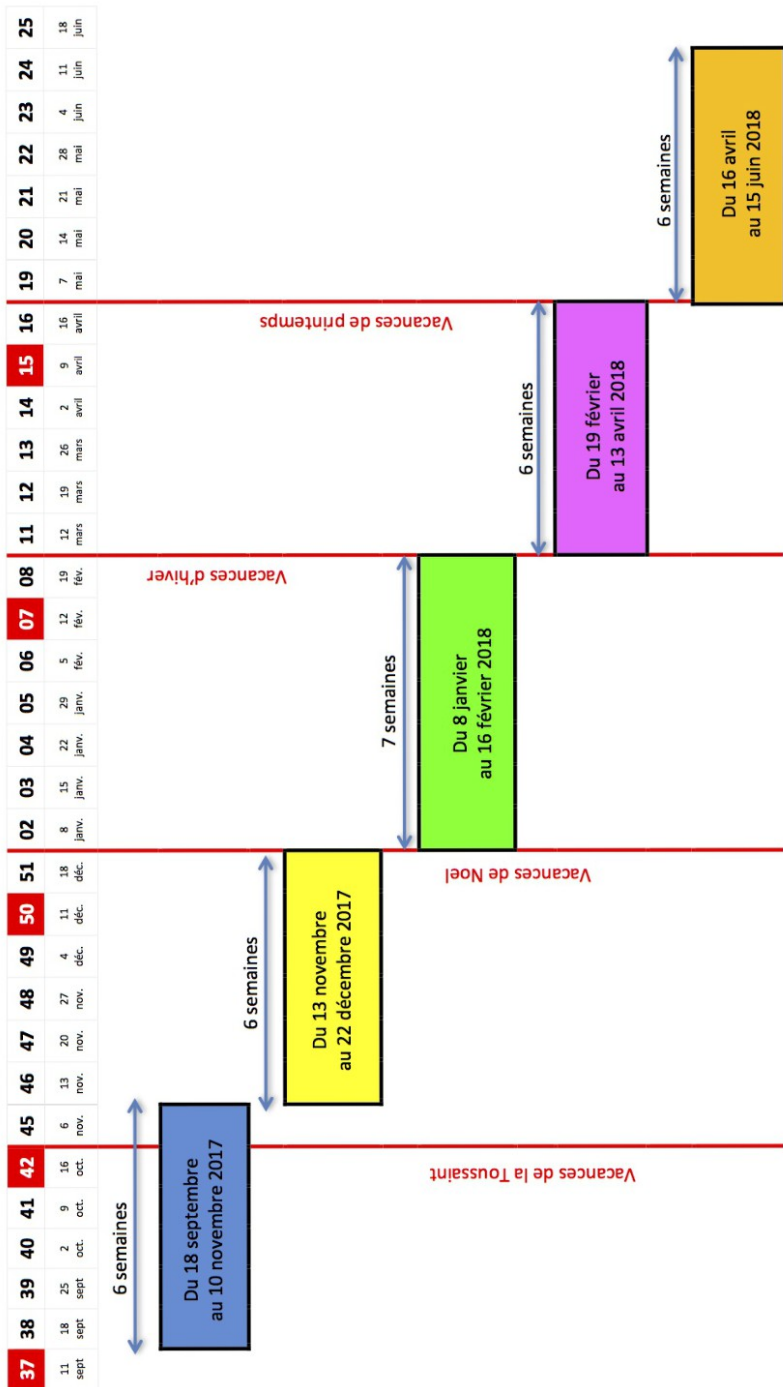 37 38 39 40 41 42 45 46 47 48 49 50 51 02 03 04 05 06 07 08 11 12 13 14 15 16 19 20 21 22 23 24 25
11 18 25 2 9 16 6 13 20 27 4 11 18 8 15 22 29 5 12 19 12 19 26 2 9 16 7 14 21 28 4 11 18
sept sept sept oct. oct. oct. nov. nov. nov. nov. déc. déc. déc. janv. janv. janv. janv. fév. fév. fév. mars mars mars avril avril avril mai mai mai mai juin juin juin
6 semaines
Du 18 septembre
au 10 novembre 2017
Vacances de la Toussaint
6 semaines
Du 13 novembre
au 22 décembre 2017
Vacances de Noel
7 semaines
Du 8 janvier
au 16 février 2018
Vacances d'hiver
6 semaines
Du 19 février
au 13 avril 2018
Vacances de printemps
6 semaines
Du 16 avril
au 15 juin 2018